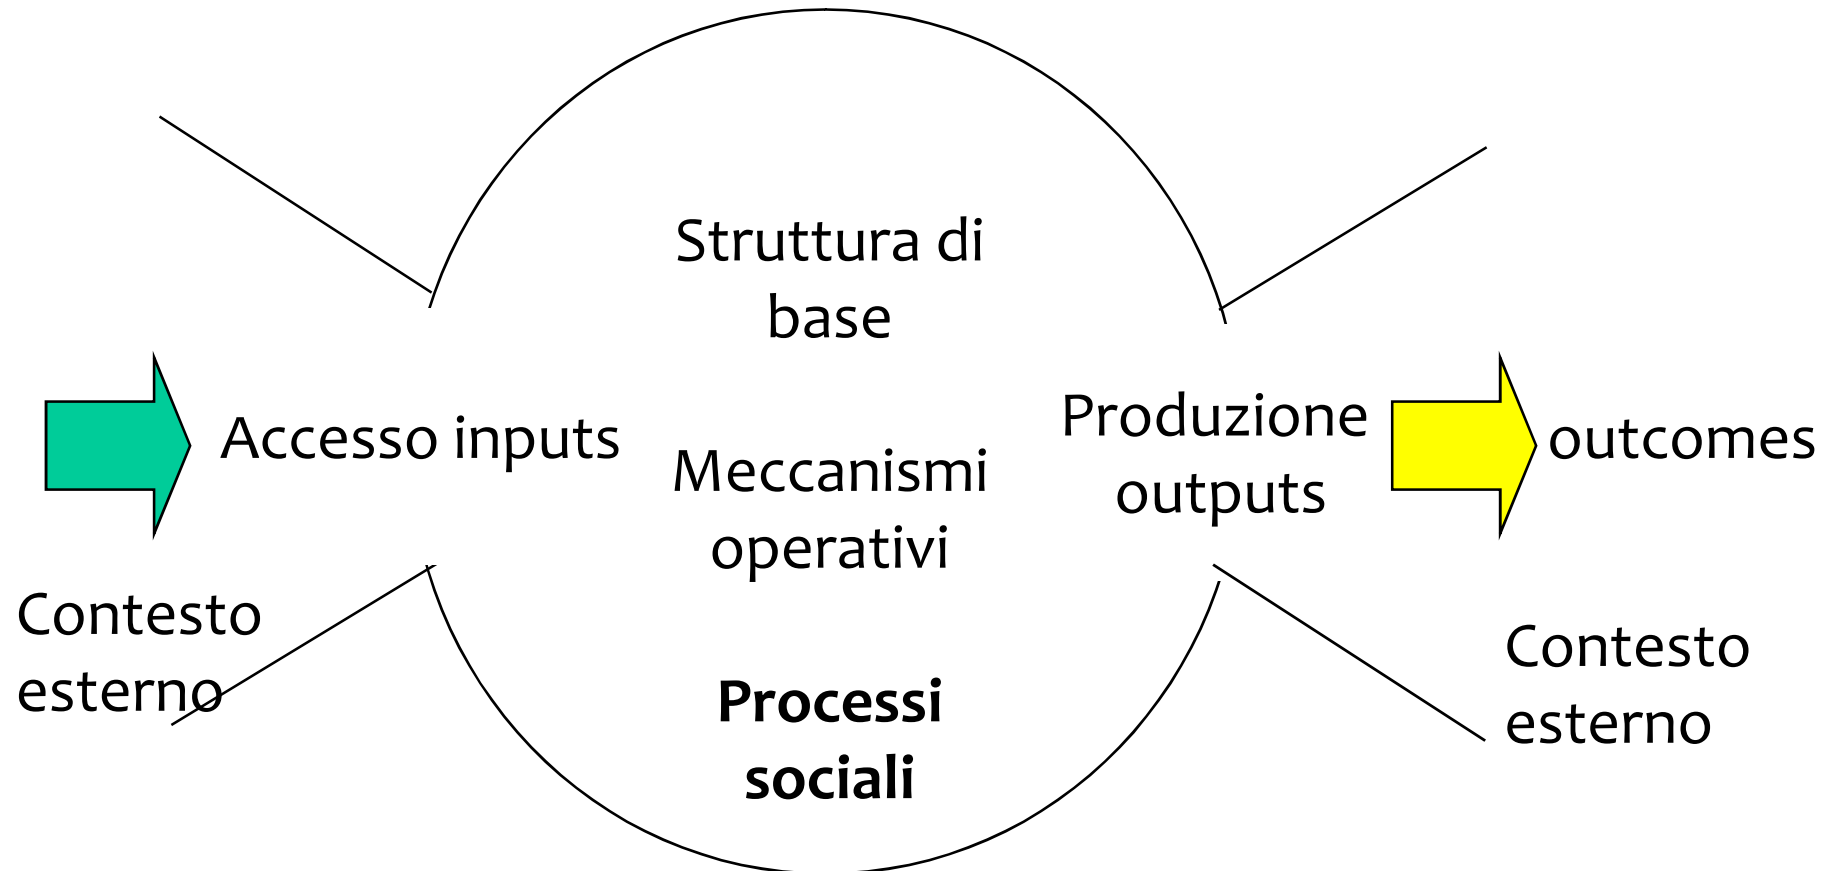 Struttura di
base
Accesso inputs
Meccanismi
operativi
Produzione
outputs
outcomes
Contesto
esterno
Processi
sociali
Contesto
esterno